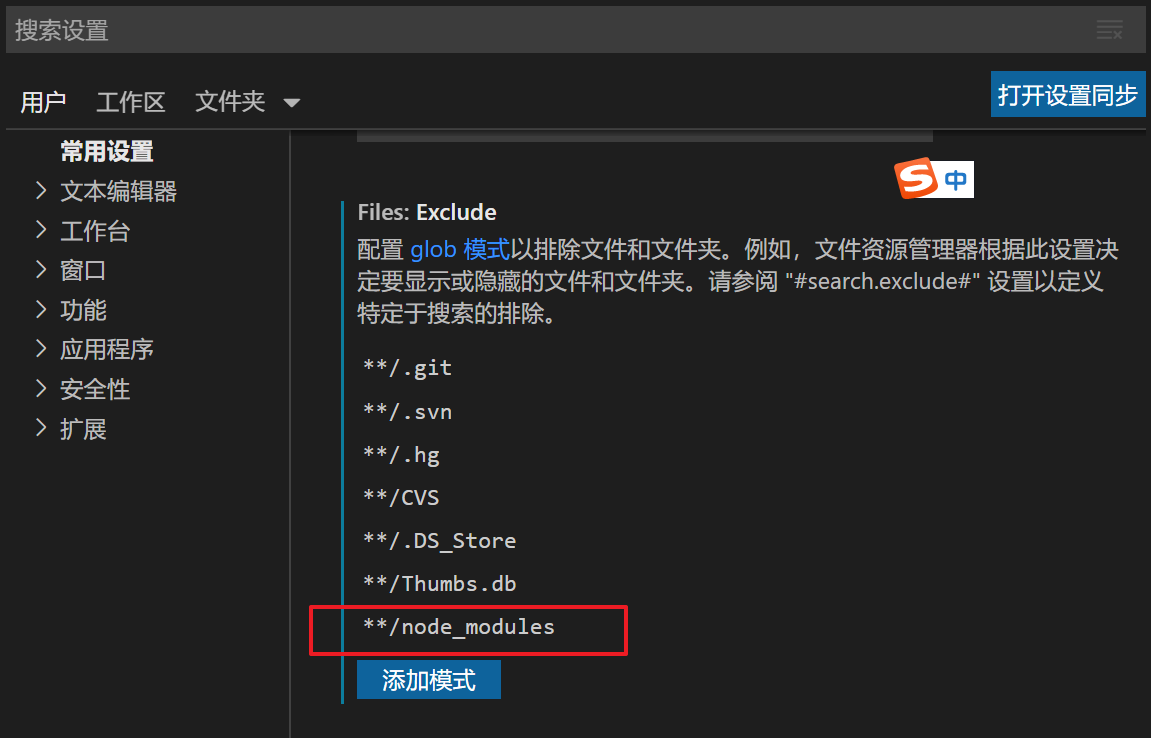 搜索设置
用户 工作区 文件夹
打开设置同步
常用设置
文本编辑器
工作台
窗口
功能
应用程序
安全性
扩展
S中
Files: Exclude
配置 glob 模式以排除文件和文件夹。例如，文件资源管理器根据此设置决
定要显示或隐藏的文件和文件夹。请参阅 "#search.exclude#" 设置以定义
特定于搜索的排除。
**/.git
**/.svn
**/.hg
**/CVS
**/.DS_Store
**/Thumbs.db
**/node_modules
添加模式